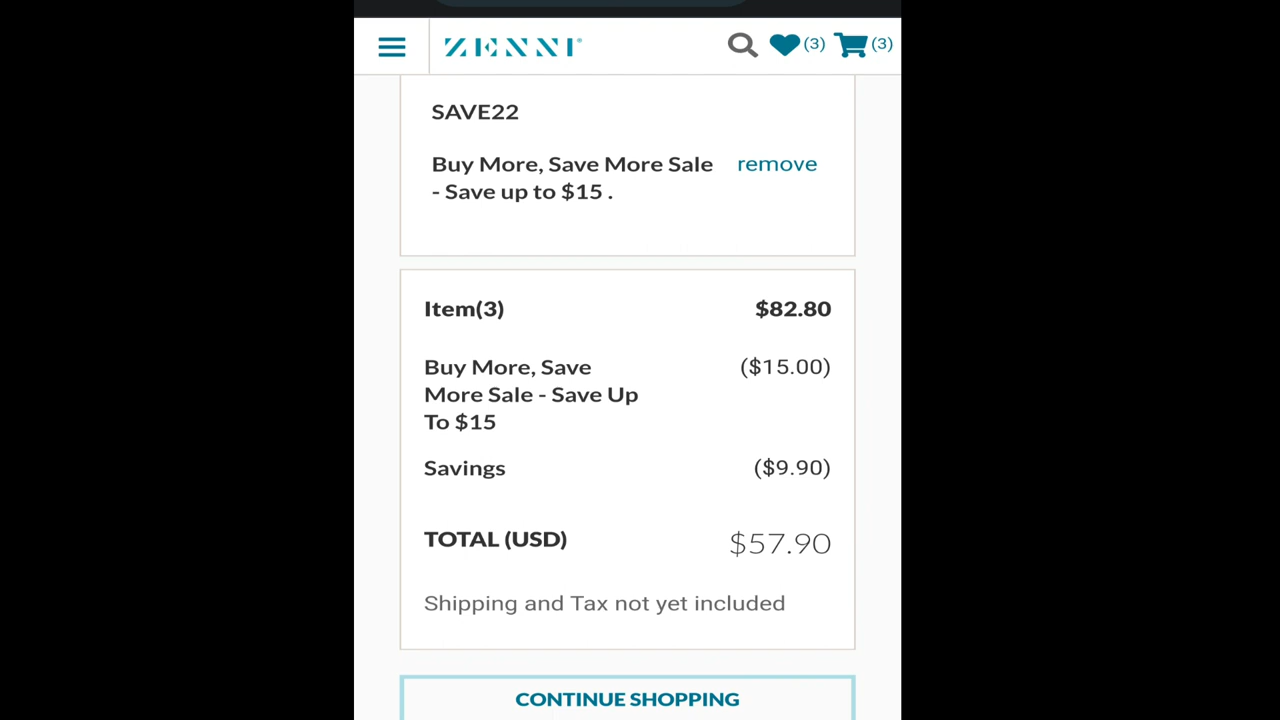 ZENNI (3) (3)
SAVE22
Buy More, Save More Sale remove
- Save up to $15 .
Item(3) $82.80
Buy More, Save ($15.00)
More Sale - Save Up
To $15
Savings ($9.90)
TOTAL (USD) $57.90
Shipping and Tax not yet included
CONTINUE SHOPPING